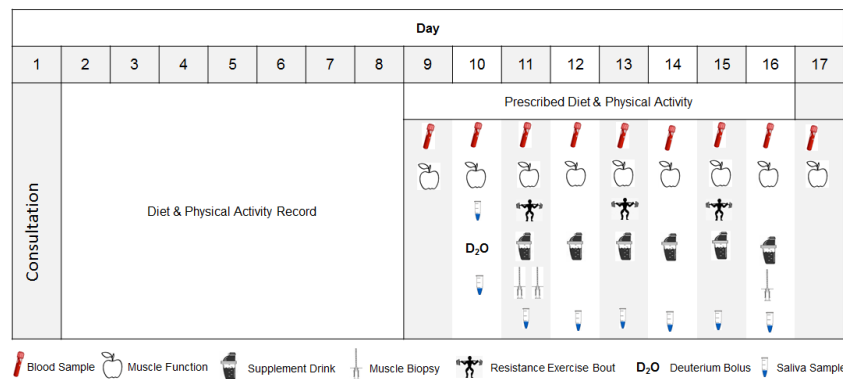 Day
1 2 3 4 5 6 7 8 9 10 11 12 13 14 15 16 17
Prescribed Diet & Physical Activity
Consultation
Diet & Physical Activity Record
D₂O
Blood Sample Muscle Function Supplement Drink Muscle Biopsy Resistance Exercise Bout D₂O Deuterium Bolus Saliva Sample